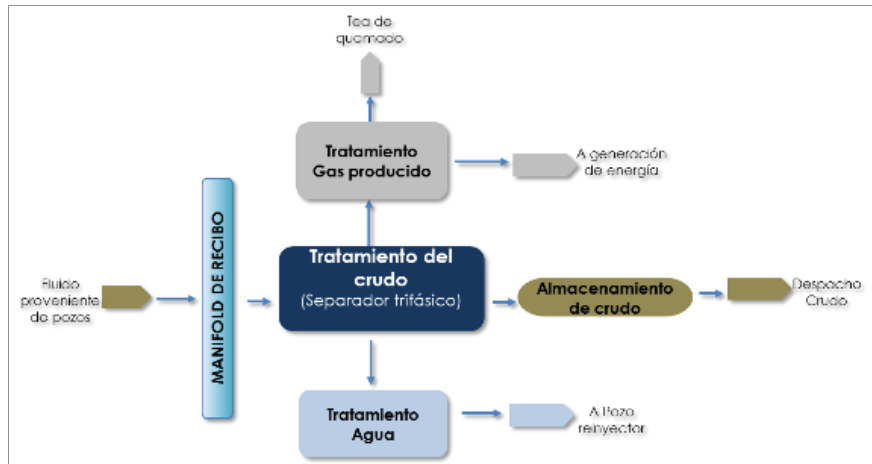 Tea de
quemado
Tratamiento
Gas producido
A generación
de energía
MANIFOLD DE RECIBO
Fluido
proveniente
de pozos
Tratamiento del
crudo
(Separador trifásico)
Almacenamiento
de crudo
Despacho
Crudo
Tratamiento
Agua
A Pozo
reinyector